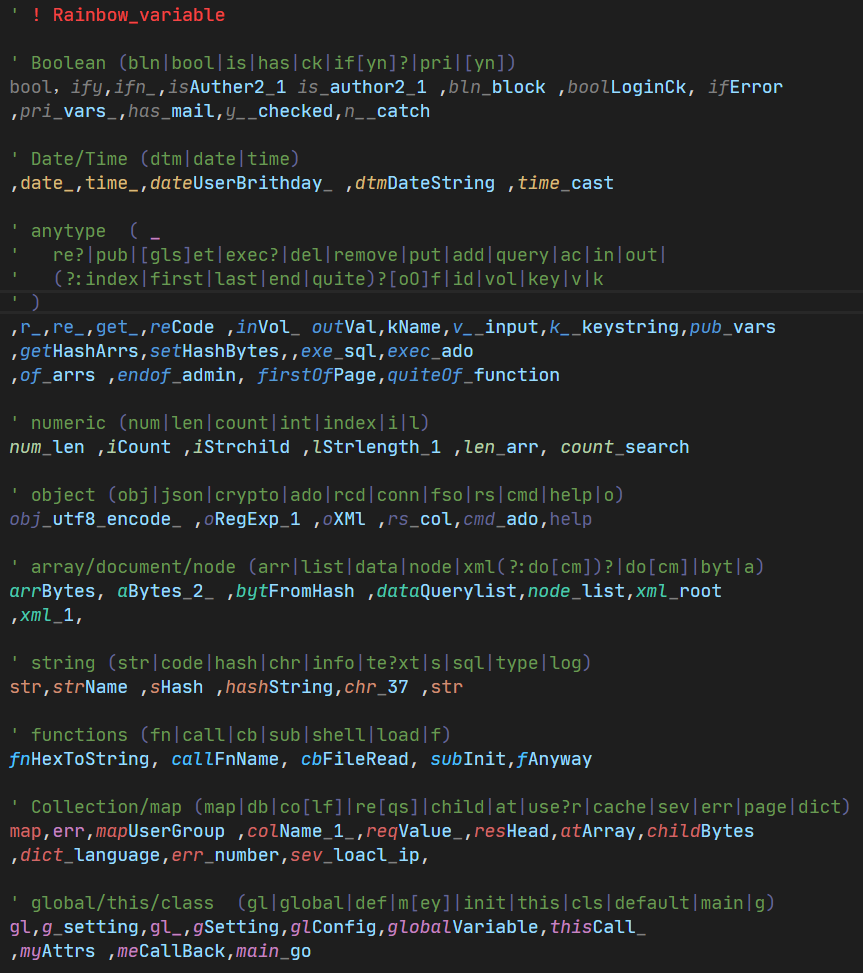 ' ! Rainbow_variable
' Boolean (bln|bool|is|has|ck|if[yn]?|pri|[yn])
bool, ify,ifn_,isAuther2_1 is_author2_1 ,bln_block ,boolLoginCk, ifError
,pri_vars_,has_mail,y__checked,n__catch
' Date/Time (dtm|date|time)
,date_,time_,dateUserBrithday_ ,dtmDateString ,time_cast
' anytype  ( _
'   re?|pub|[gls]et|exec?|del|remove|put|add|query|ac|in|out|
'   (?:index|first|last|end|quite)?[oO]f|id|vol|key|v|k
' )
,r_,re_,get_,reCode ,inVol_ outVal,kName,v__input,k__keystring,pub_vars
,getHashArrs,setHashBytes,,exe_sql,exec_ado
,of_arrs ,endof_admin, firstOfPage,quiteOf_function
' numeric (num|len|count|int|index|i|l)
num_len ,iCount ,iStrchild ,lStrlength_1 ,len_arr, count_search
' object (obj|json|crypto|ado|rcd|conn|fso|rs|cmd|help|o)
obj_utf8_encode_ ,oRegExp_1 ,oXMl ,rs_col,cmd_ado,help
' array/document/node (arr|list|data|node|xml(?:do[cm])?|do[cm]|byt|a)
arrBytes, aBytes_2_ ,bytFromHash ,dataQuerylist,node_list,xml_root
,xml_1,
' string (str|code|hash|chr|info|te?xt|s|sql|type|log)
str,strName ,sHash ,hashString,chr_37 ,str
' functions (fn|call|cb|sub|shell|load|f)
fnHexToString, callFnName, cbFileRead, subInit,fAnyway
' Collection/map (map|db|co[lf]|re[qs]|child|at|use?r|cache|sev|err|page|dict)
map,err,mapUserGroup ,colName_1_,reqValue_,resHead,atArray,childBytes
,dict_language,err_number,sev_loacl_ip,
' global/this/class  (gl|global|def|m[ey]|init|this|cls|default|main|g)
gl,g_setting,gl_,gSetting,glConfig,globalVariable,thisCall_
,myAttrs ,meCallBack,main_go